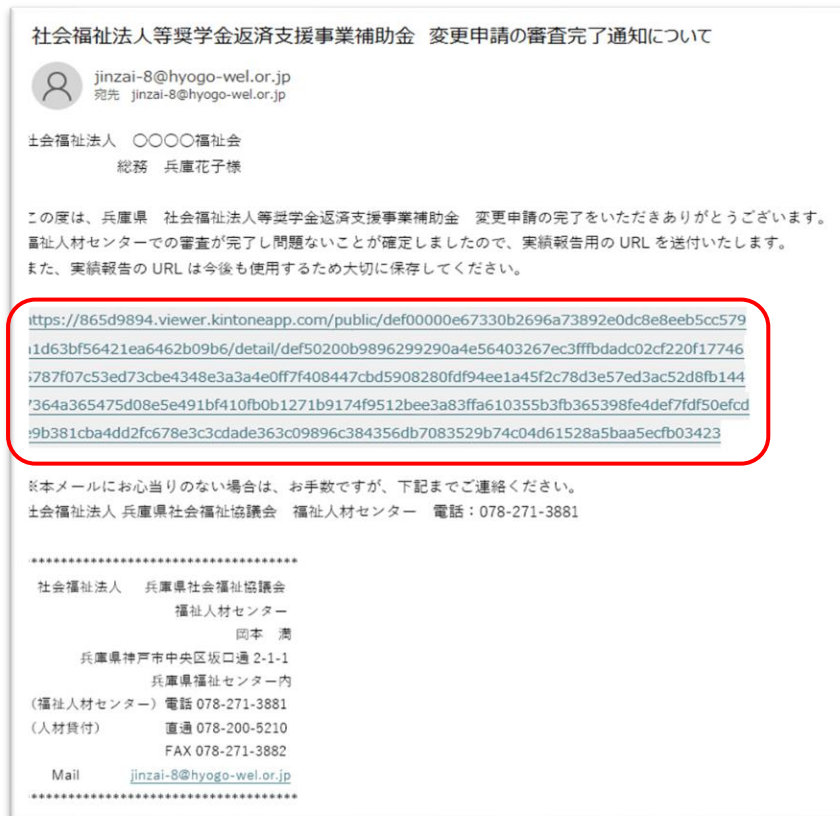 社会福祉法人等奨学金返済支援事業補助金 変更申請の審査完了通知について
jinzai-8@hyogo-wel.or.jp
宛先 jinzai-8@hyogo-wel.or.jp
社会福祉法人 〇〇〇〇福祉会
総務 兵庫花子様
この度は、兵庫県 社会福祉法人等奨学金返済支援事業補助金 変更申請の完了をいただきありがとうございます。
福祉人材センターでの審査が完了し問題ないことが確定しましたので、実績報告用の URL を送付いたします。
また、実績報告の URL は今後も使用するため大切に保存してください。
https://865d9894.viewer.kintoneapp.com/public/def00000e67330b2696a73892e0dc8e8eeb5cc579
a1d63bf56421ea6462b09b6/detail/def50200b9896299290a4e56403267ec3fffbdadc02cf220f17746
5787f07c53ed73cbe4348e3a3a4e0ff7f408447cbd5908280fdf94ee1a45f2c78d3e57ed3ac52d8fb144
7364a365475d08e5e491bf410fb0b1271b9174f9512bee3a83ffa610355b3fb365398fe4def7fdf50efcd
e9b381cba4dd2fc678e3c3cdade363c09896c384356db7083529b74c04d61528a5baa5ecfb03423
※本メールにお心当りのない場合は、お手数ですが、下記までご連絡ください。
社会福祉法人 兵庫県社会福祉協議会 福祉人材センター 電話：078-271-3881
************************************
社会福祉法人 兵庫県社会福祉協議会
福祉人材センター
岡本 満
兵庫県神戸市中央区坂口通 2-1-1
兵庫県福祉センター内
（福祉人材センター）電話 078-271-3881
（人材貸付） 直通 078-200-5210
FAX 078-271-3882
Mail jinzai-8@hyogo-wel.or.jp
************************************